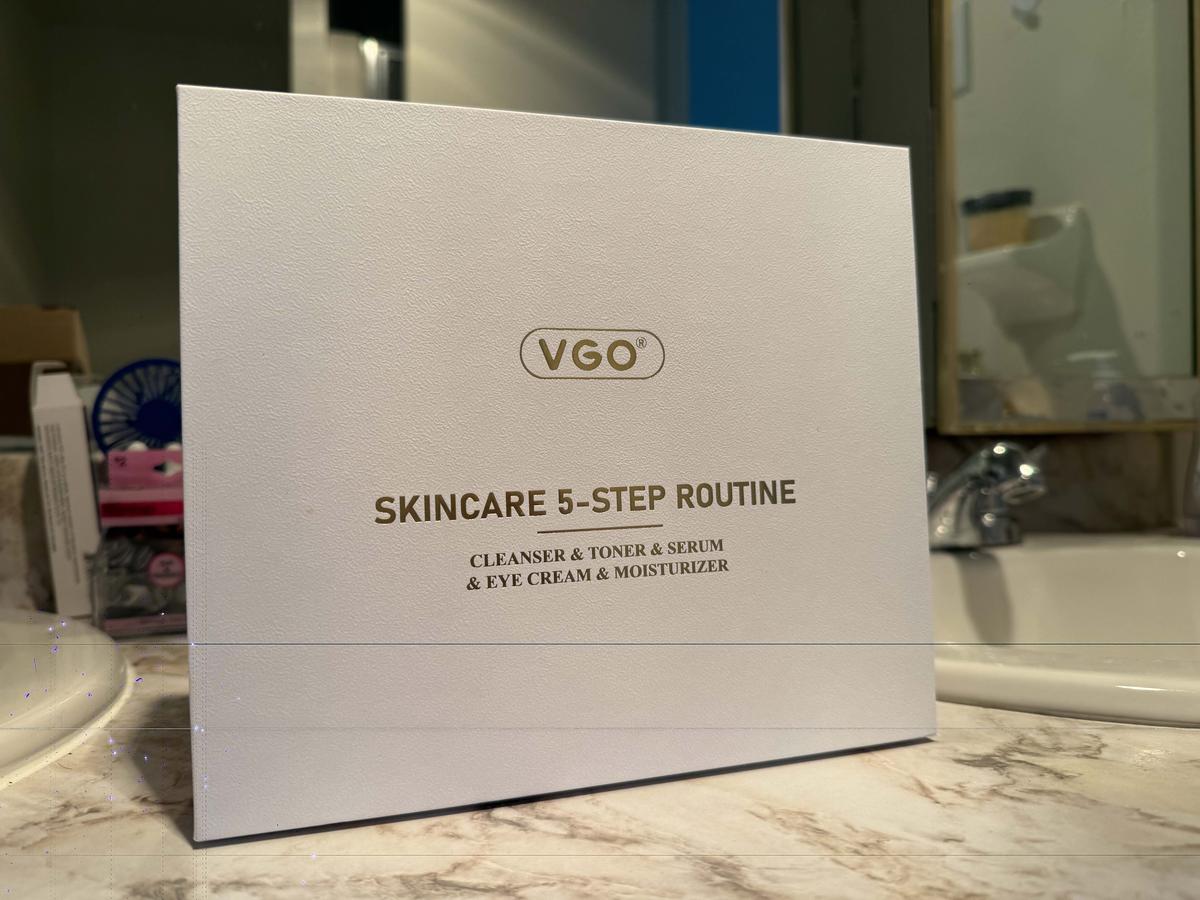 VGO®
SKINCARE 5-STEP ROUTINE
CLEANSER & TONER & SERUM
& EYE CREAM & MOISTURIZER